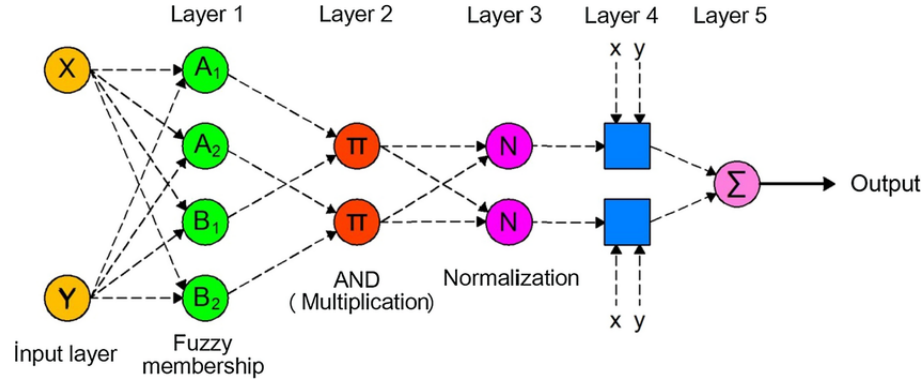 Layer 1
Layer 2
Layer 3
Layer 4
Layer 5
x y
X
A₁
A₂
π
N
Σ
Output
B₁
π
N
Y
B₂
AND
( Multiplication)
Normalization
x y
İnput layer
Fuzzy
membership